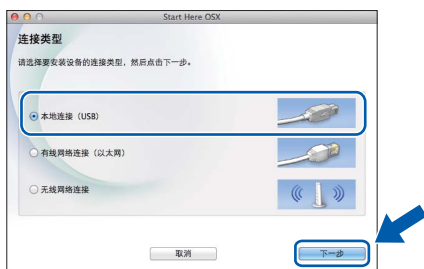 Start Here OSX
连接类型
请选择要安装设备的连接类型，然后点击下一步。
本地连接（USB）
有线网络连接（以太网）
无线网络连接
取消
下一步